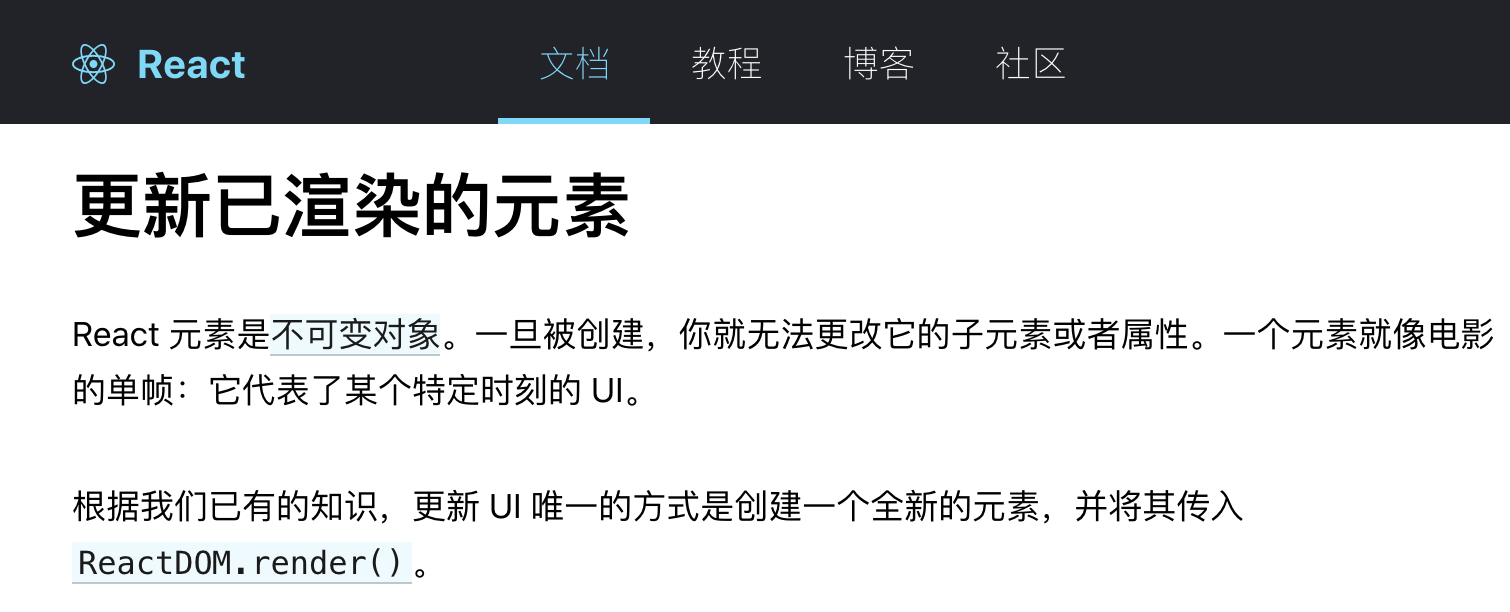 React 文档 教程 博客 社区
更新已渲染的元素
React 元素是不可变对象。一旦被创建，你就无法更改它的子元素或者属性。一个元素就像电影
的单帧：它代表了某个特定时刻的 UI。
根据我们已有的知识，更新 UI 唯一的方式是创建一个全新的元素，并将其传入
ReactDOM.render()。